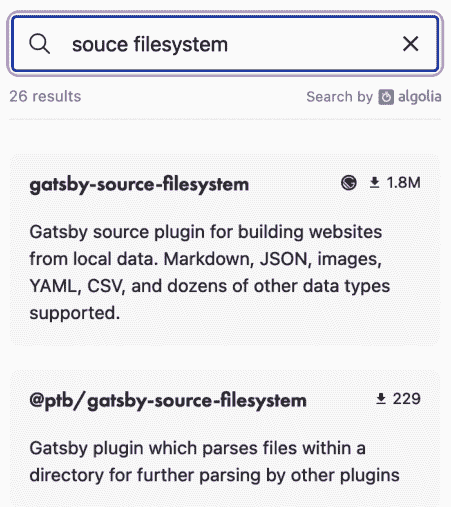 souce filesystem
26 results
Search by algolia
gatsby-source-filesystem
1.8M
Gatsby source plugin for building websites
from local data. Markdown, JSON, images,
YAML, CSV, and dozens of other data types
supported.
@ptb/gatsby-source-filesystem
229
Gatsby plugin which parses files within a
directory for further parsing by other plugins